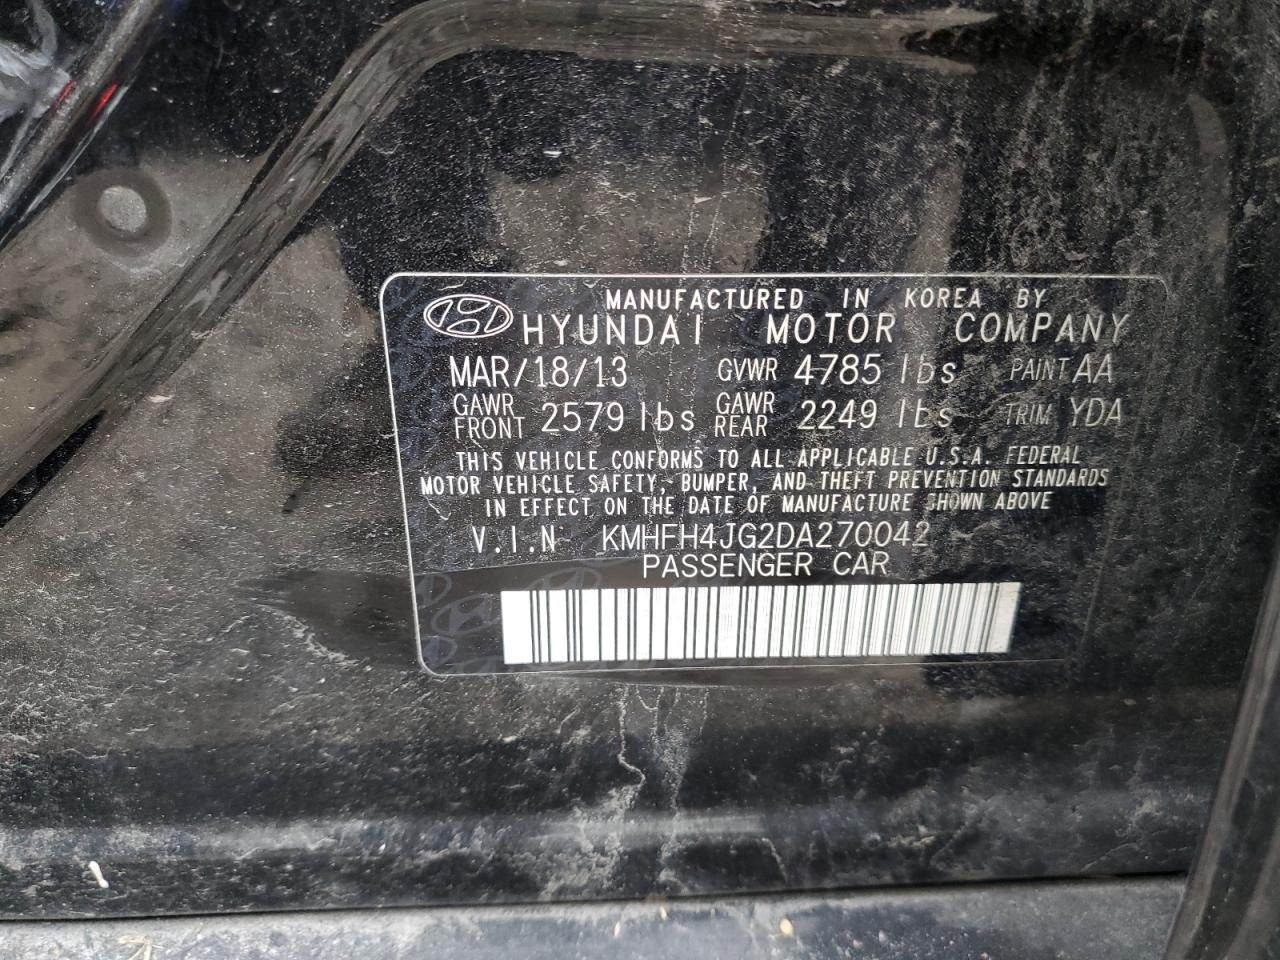 MANUFACTURED IN KOREA BY
HYUNDAI MOTOR COMPANY
MAR/18/13 GVWR 4785 lbs PAINT AA
GAWR FRONT 2579 lbs GAWR REAR 2249 lbs TRIM YDA
THIS VEHICLE CONFORMS TO ALL APPLICABLE U.S.A. FEDERAL
MOTOR VEHICLE SAFETY, BUMPER, AND THEFT PREVENTION STANDARDS
IN EFFECT ON THE DATE OF MANUFACTURE SHOWN ABOVE
V.I.N KMHFH4JG2DA270042
PASSENGER CAR